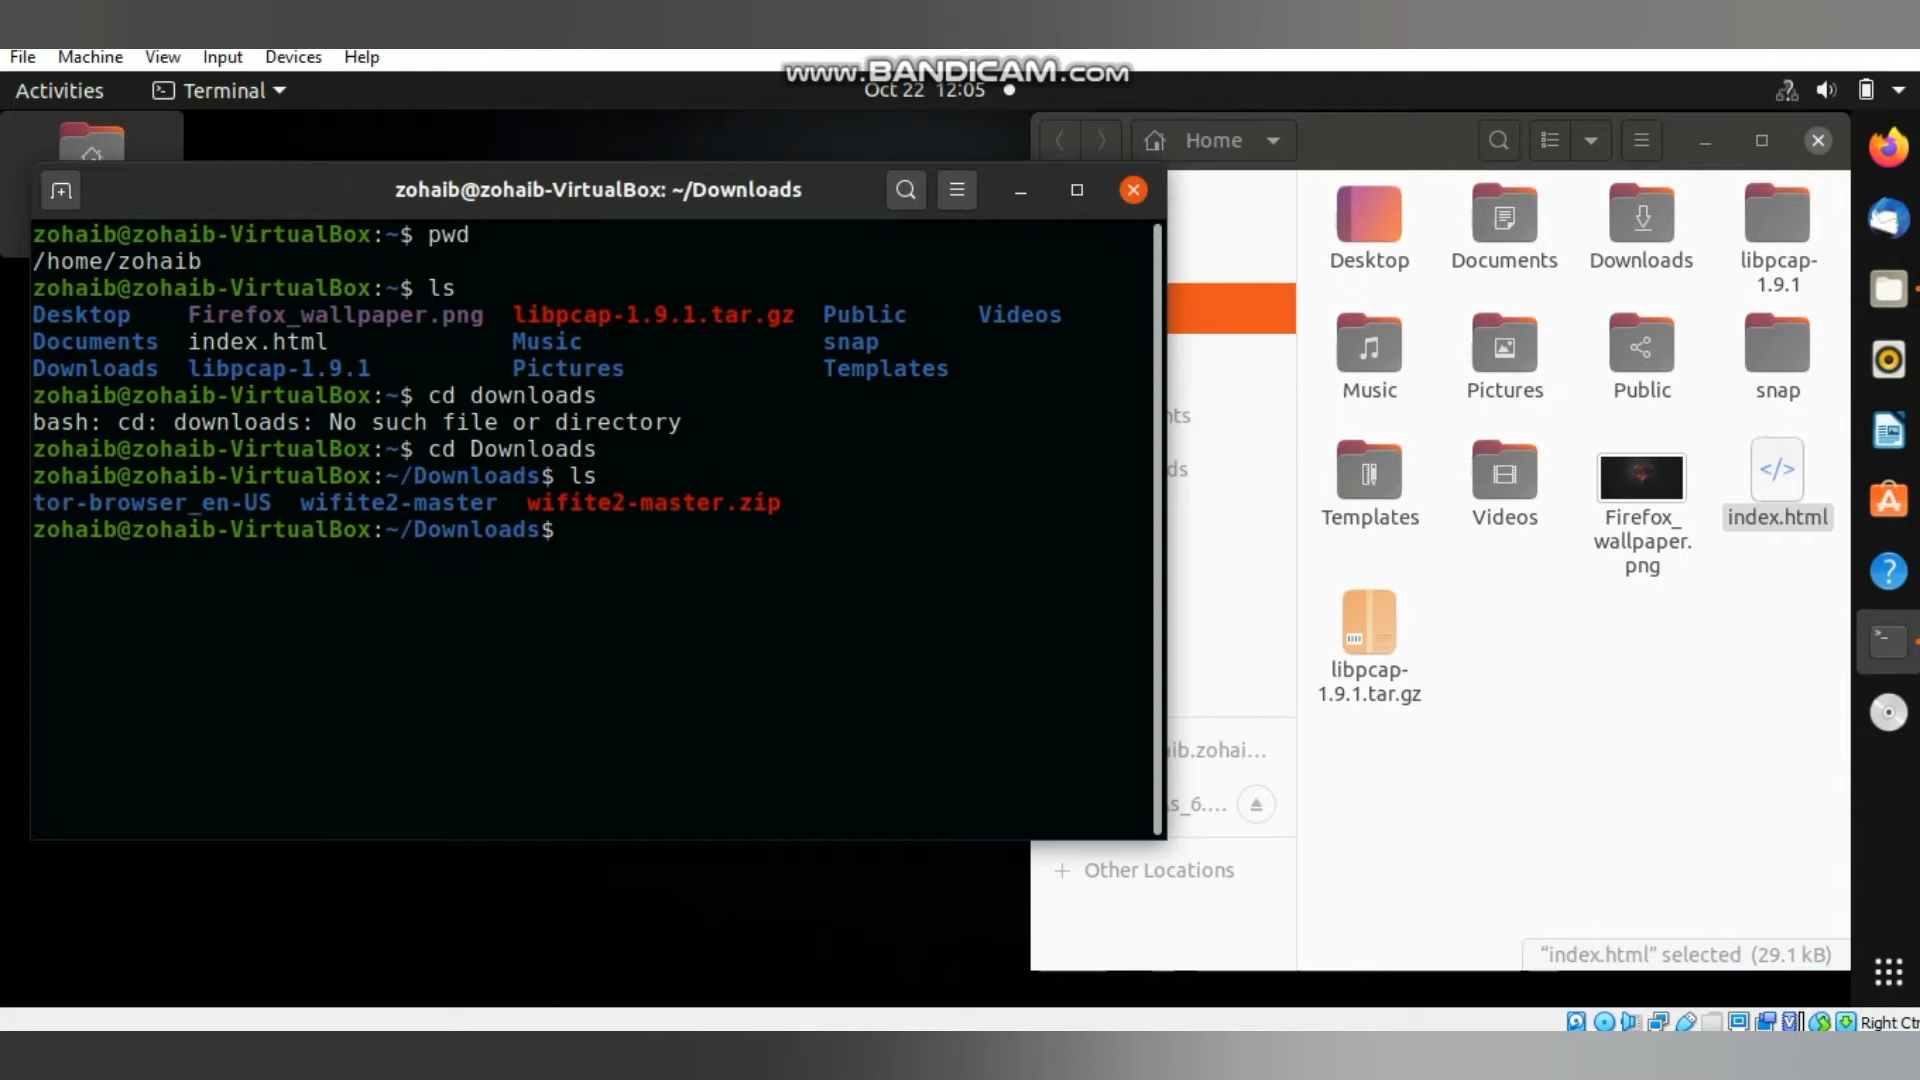 File Machine View Input Devices Help
www.BANDICAM.com
Activities Terminal Oct 22 12:05
Home
zohaib@zohaib-VirtualBox: ~/Downloads
zohaib@zohaib-VirtualBox:~$ pwd
/home/zohaib
zohaib@zohaib-VirtualBox:~$ ls
Desktop Firefox_wallpaper.png libpcap-1.9.1.tar.gz Public Videos
Documents index.html Music snap
Downloads libpcap-1.9.1 Pictures Templates
zohaib@zohaib-VirtualBox:~$ cd downloads
bash: cd: downloads: No such file or directory
zohaib@zohaib-VirtualBox:~$ cd Downloads
zohaib@zohaib-VirtualBox:~/Downloads$ ls
tor-browser_en-US wifite2-master wifite2-master.zip
zohaib@zohaib-VirtualBox:~/Downloads$
nts
ds
ib.zohai...
s_6....
+ Other Locations
Desktop Documents Downloads libpcap-
1.9.1
Music Pictures Public snap
Templates Videos Firefox_ index.html
wallpaper.
png
libpcap-
1.9.1.tar.gz
“index.html” selected (29.1 kB)
Right Ctr